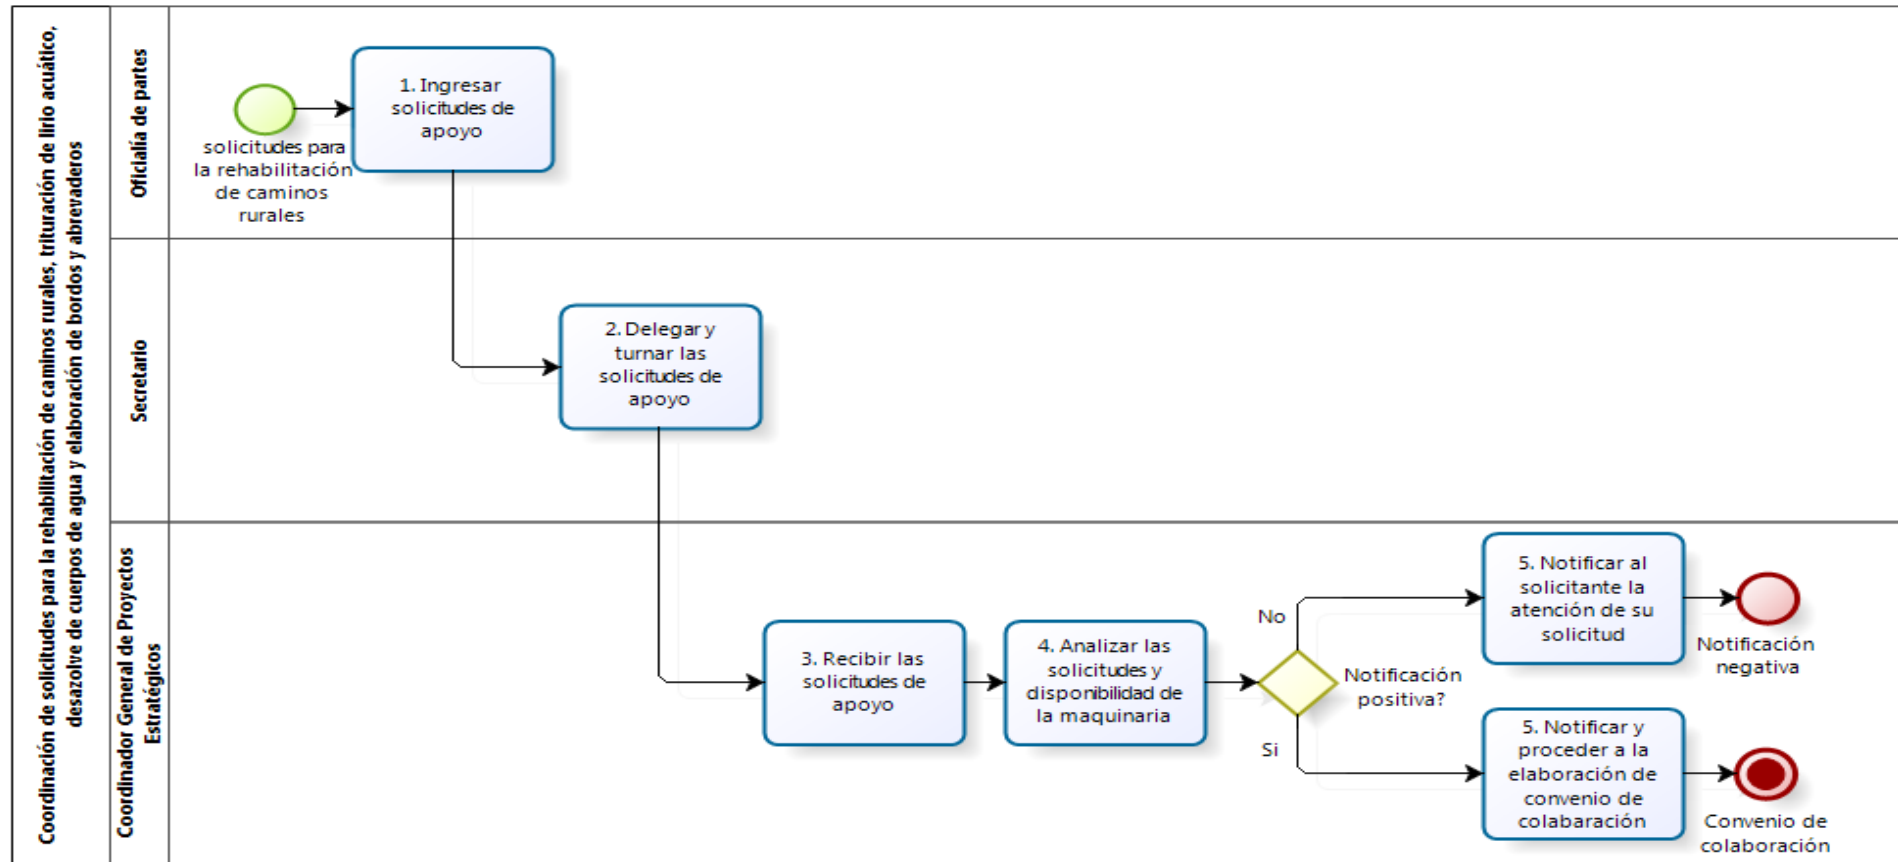 Coordinación de solicitudes para la rehabilitación de caminos rurales, trituración de lirio acuático,
desazolve de cuerpos de agua y elaboración de bordos y abrevaderos
Oficialía de partes
solicitudes para
la rehabilitación
de caminos
rurales
1. Ingresar
solicitudes de
apoyo
Secretario
2. Delegar y
turnar las
solicitudes de
apoyo
Coordinador General de Proyectos
Estratégicos
3. Recibir las
solicitudes de
apoyo
4. Analizar las
solicitudes y
disponibilidad de
la maquinaria
Notificación
positiva?
No
5. Notificar al
solicitante la
atención de su
solicitud
Notificación
negativa
Si
5. Notificar y
proceder a la
elaboración de
convenio de
colabaración
Convenio de
colaboración